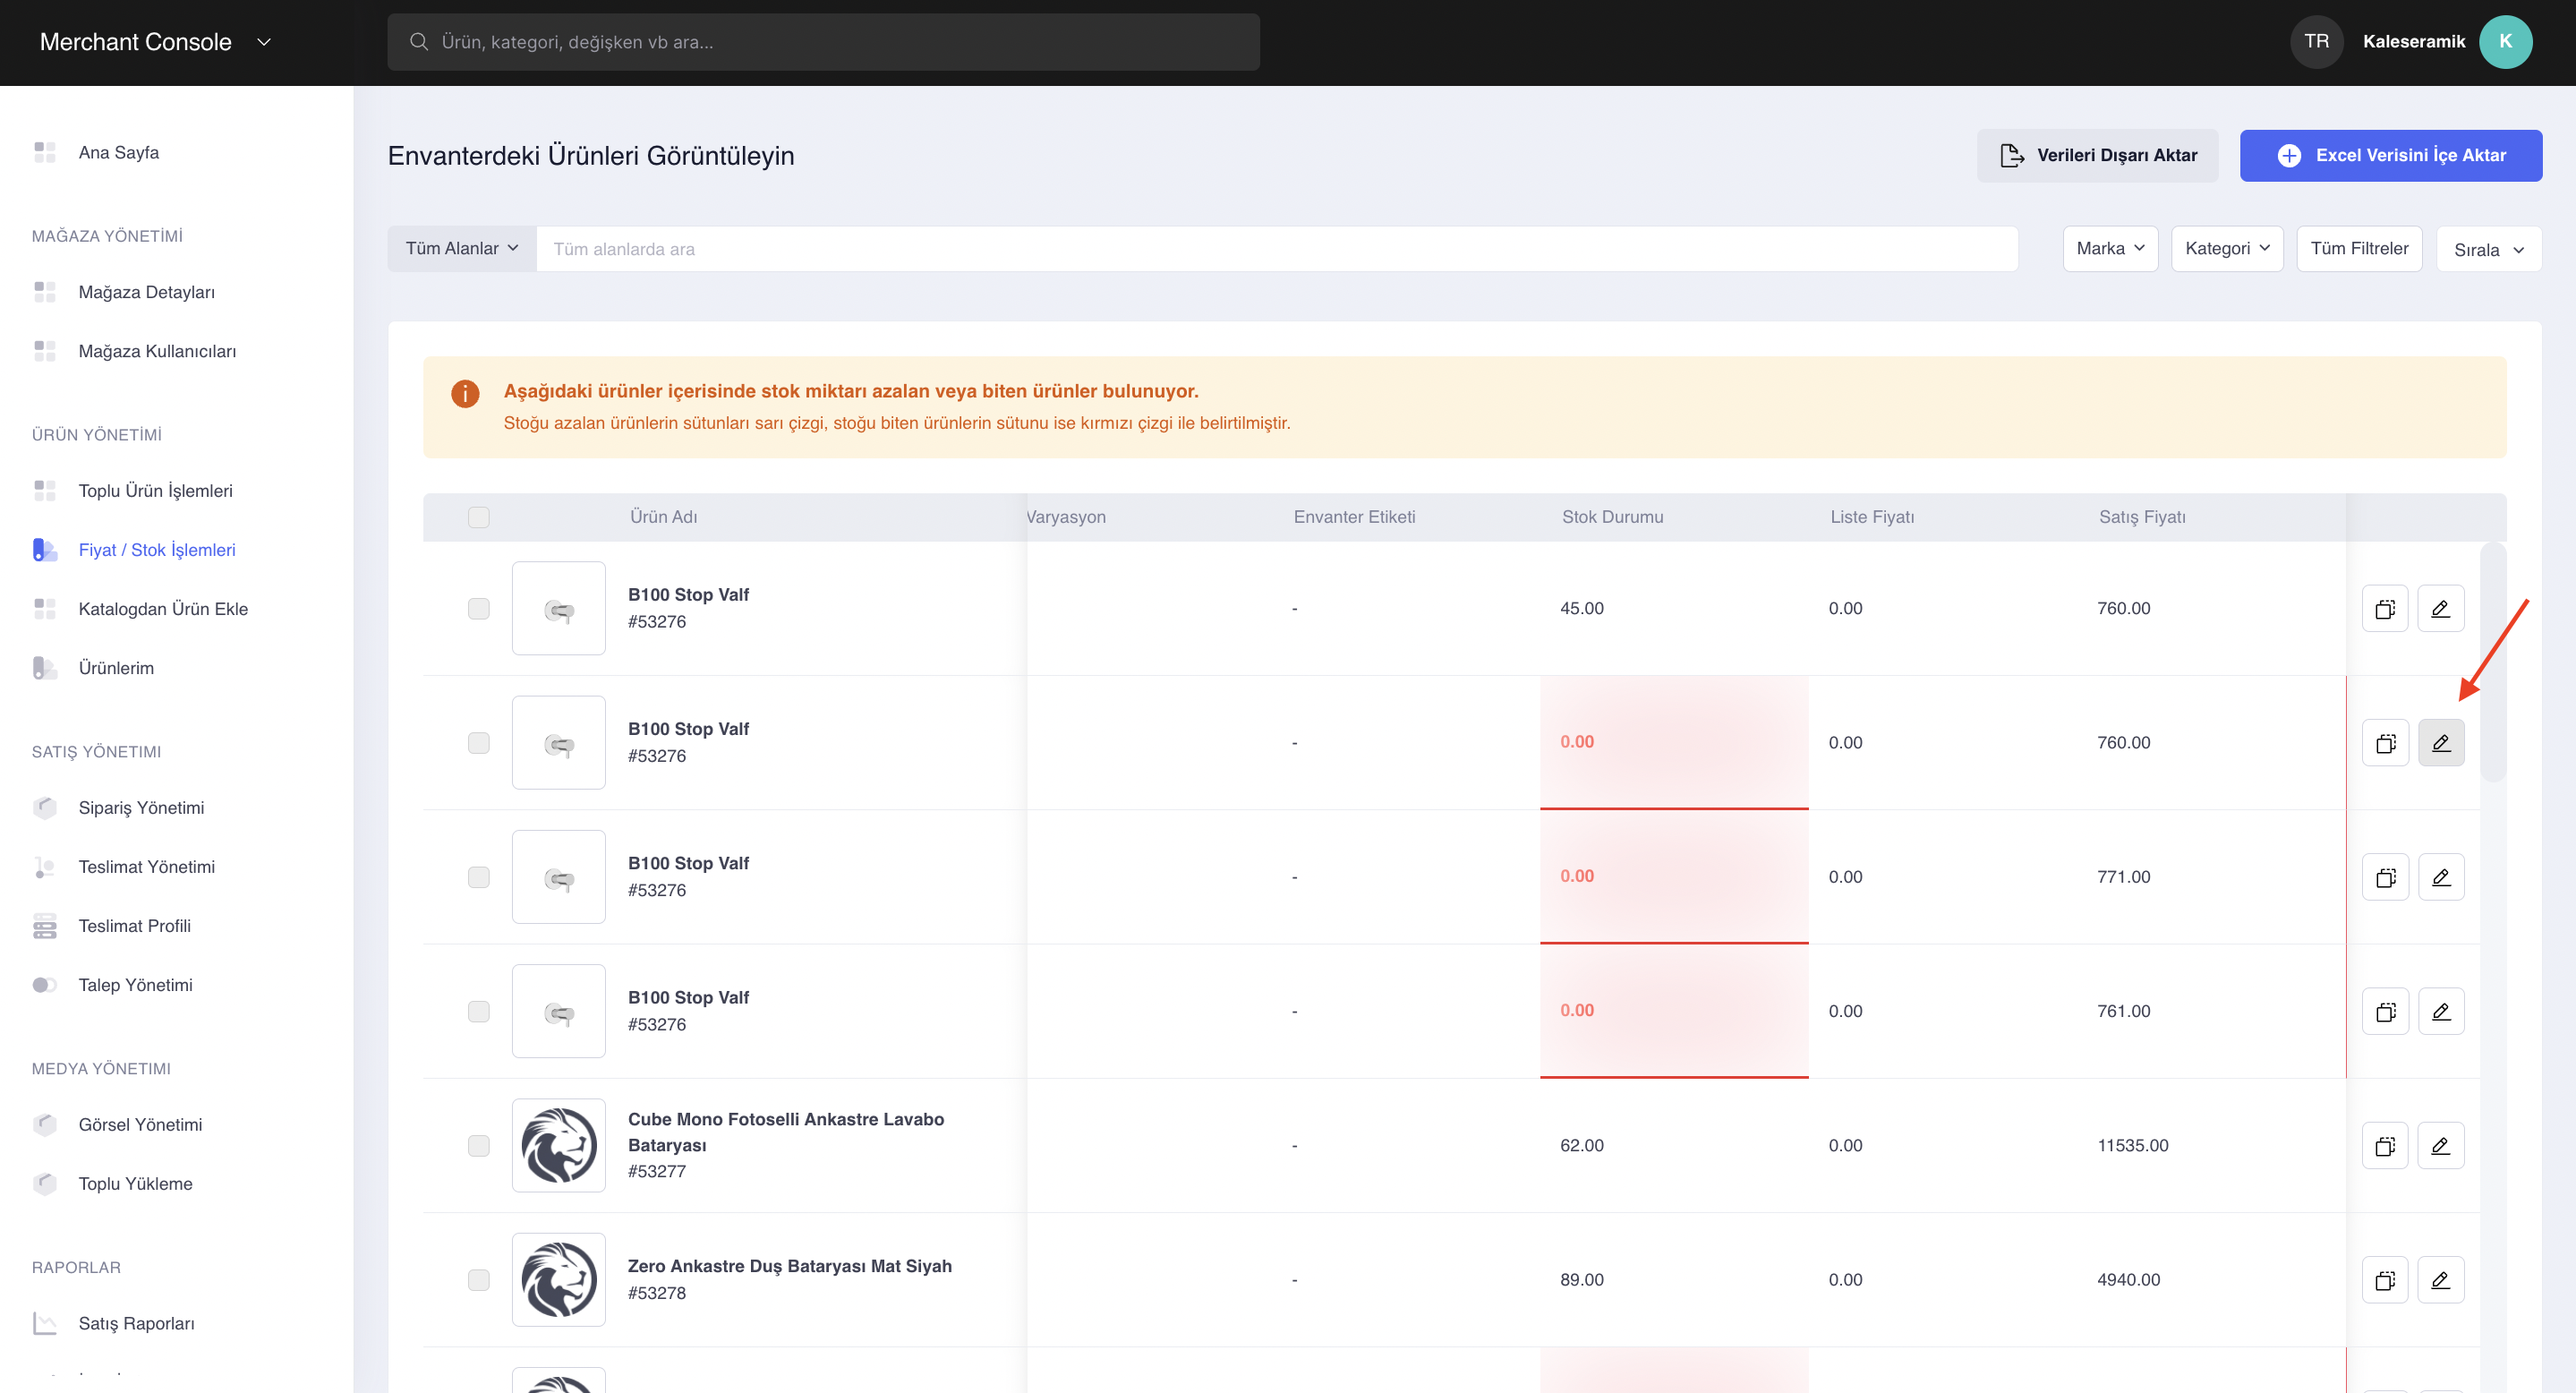 Merchant Console
Ürün, kategori, değişken vb ara...
TR
Kaleseramik
K
Ana Sayfa
MAĞAZA YÖNETİMİ
Mağaza Detayları
Mağaza Kullanıcıları
ÜRÜN YÖNETİMİ
Toplu Ürün İşlemleri
Fiyat / Stok İşlemleri
Katalogdan Ürün Ekle
Ürünlerim
SATIŞ YÖNETIMI
Sipariş Yönetimi
Teslimat Yönetimi
Teslimat Profili
Talep Yönetimi
MEDYA YÖNETIMI
Görsel Yönetimi
Toplu Yükleme
RAPORLAR
Satış Raporları
Envanterdeki Ürünleri Görüntüleyin
Verileri Dışarı Aktar
Excel Verisini İçe Aktar
Tüm Alanlar
Tüm alanlarda ara
Marka
Kategori
Tüm Filtreler
Sırala
Aşağıdaki ürünler içerisinde stok miktarı azalan veya biten ürünler bulunuyor.
Stoğu azalan ürünlerin sütunları sarı çizgi, stoğu biten ürünlerin sütunu ise kırmızı çizgi ile belirtilmiştir.
Ürün Adı Varyasyon Envanter Etiketi Stok Durumu Liste Fiyatı Satış Fiyatı
B100 Stop Valf
#53276
- 45.00 0.00 760.00
B100 Stop Valf
#53276
- 0.00 0.00 760.00
B100 Stop Valf
#53276
- 0.00 0.00 771.00
B100 Stop Valf
#53276
- 0.00 0.00 761.00
Cube Mono Fotoselli Ankastre Lavabo
Bataryası
#53277
- 62.00 0.00 11535.00
Zero Ankastre Duş Bataryası Mat Siyah
#53278
- 89.00 0.00 4940.00